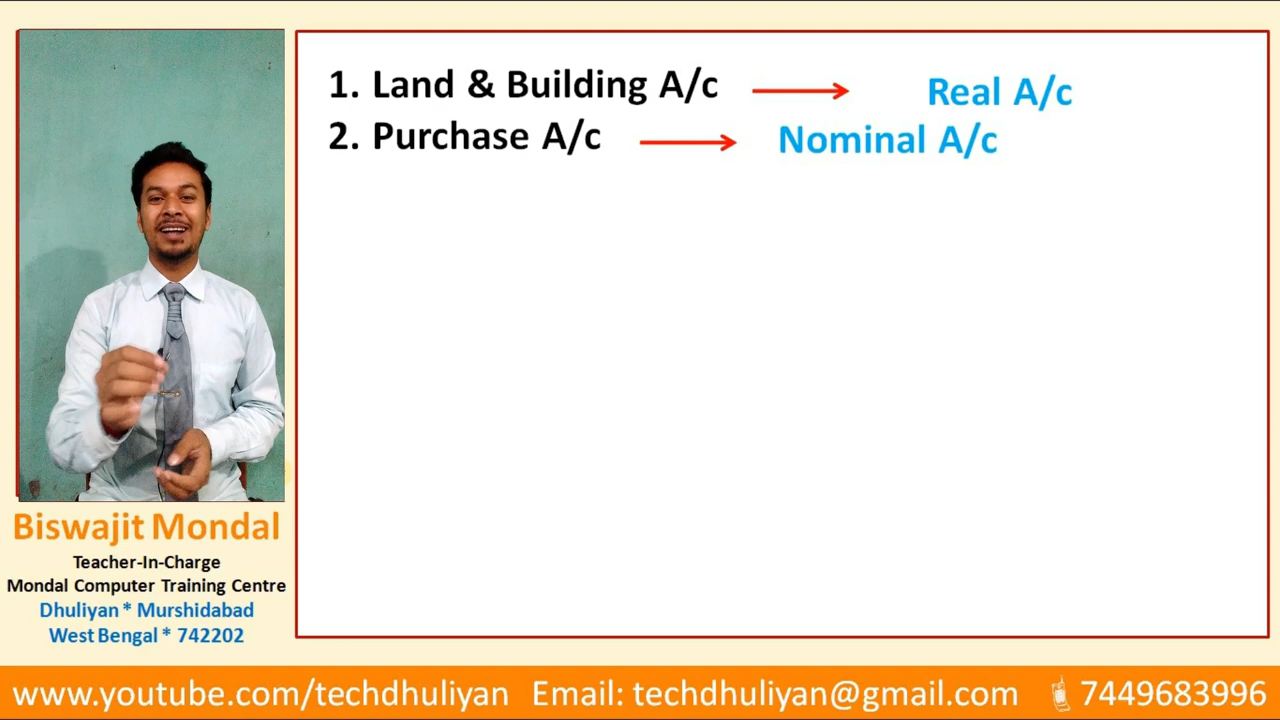 1. Land & Building A/c → Real A/c
2. Purchase A/c → Nominal A/c
Biswajit Mondal
Teacher-In-Charge
Mondal Computer Training Centre
Dhuliyan * Murshidabad
West Bengal * 742202
www.youtube.com/techdhuliyan Email: techdhuliyan@gmail.com 7449683996